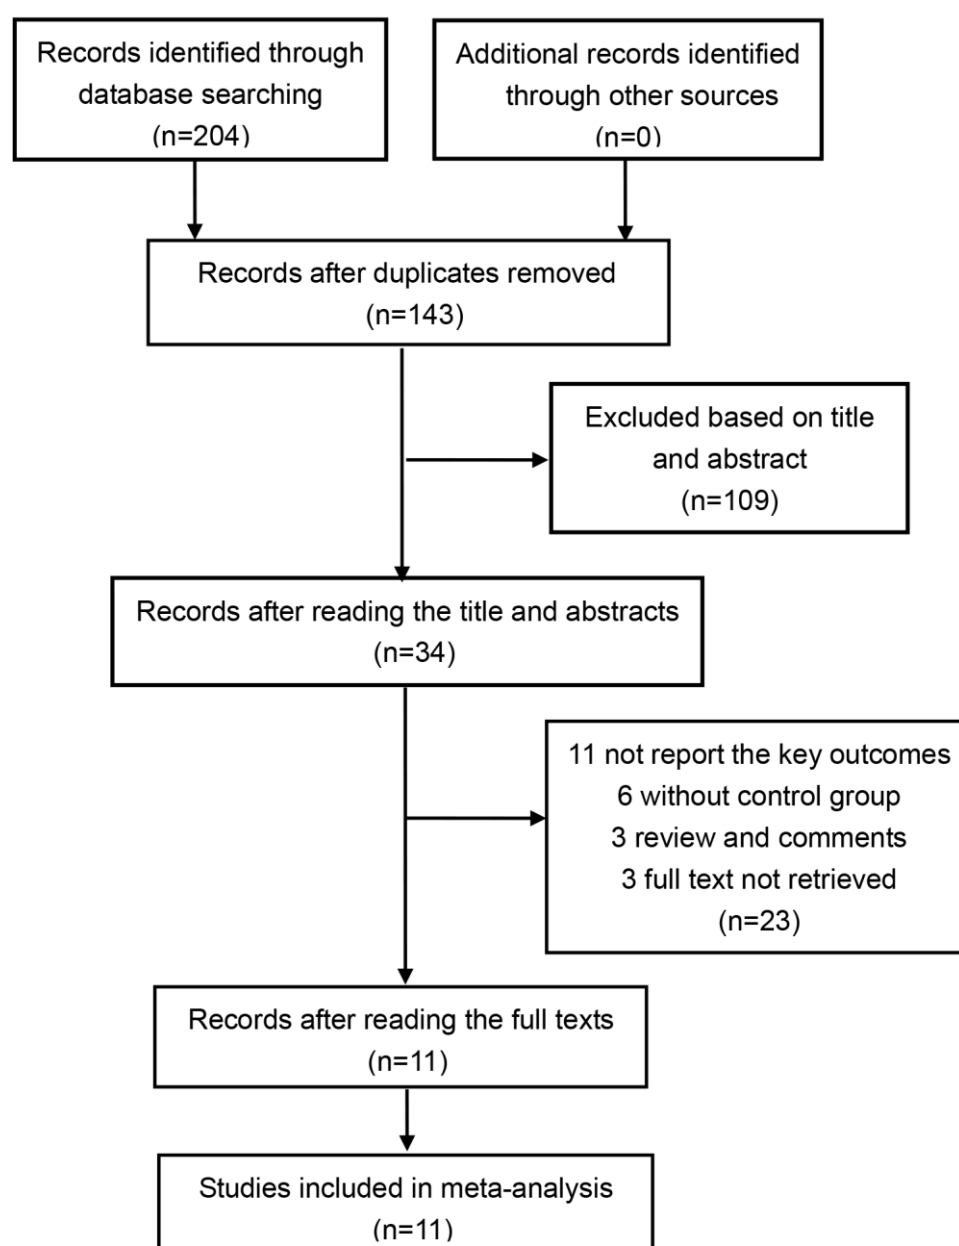 Records identified through
database searching
(n=204)
Additional records identified
through other sources
(n=0)
Records after duplicates removed
(n=143)
Excluded based on title
and abstract
(n=109)
Records after reading the title and abstracts
(n=34)
11 not report the key outcomes
6 without control group
3 review and comments
3 full text not retrieved
(n=23)
Records after reading the full texts
(n=11)
Studies included in meta-analysis
(n=11)